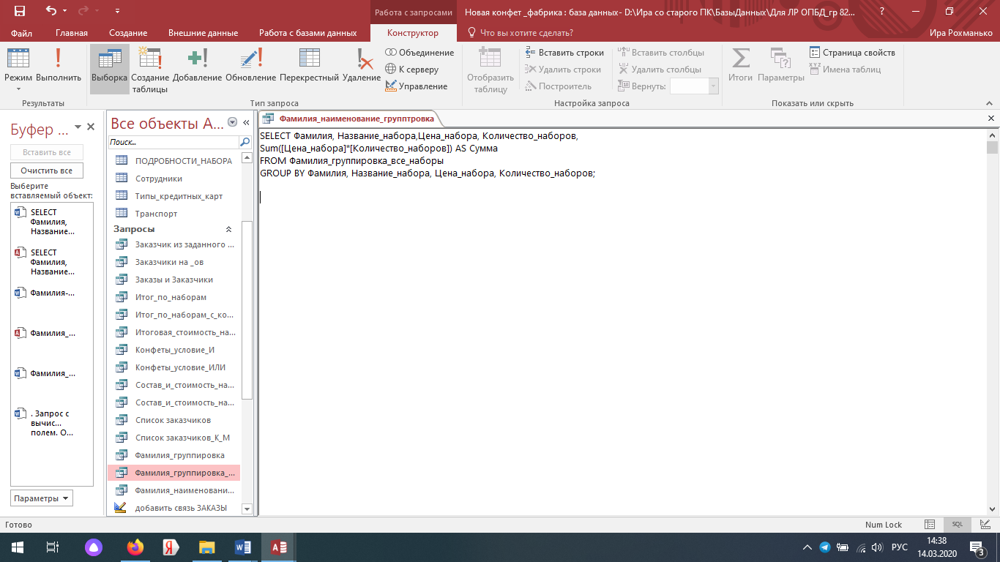 Работа с запросами
Новая конфет _фабрика : база данных- D:\Ира со старого ПК\БазыДанных\Для ЛР ОПБД_гр 82...
?
Файл
Главная
Создание
Внешние данные
Работа с базами данных
Конструктор
Что вы хотите сделать?
Ира Рохманько
Режим
Выполнить
Выборка
Создание таблицы
Добавление
Обновление
Перекрестный
Удаление
Объединение
К серверу
Управление
Отобразить таблицу
Вставить строки
Удалить строки
Построитель
Вставить столбцы
Удалить столбцы
Вернуть:
Итоги
Параметры
Страница свойств
Имена таблиц
Результаты
Тип запроса
Настройка запроса
Показать или скрыть
Буфер ...
Вставить все
Очистить все
Выберите
вставляемый объект:
SELECT
Фамилия,
Название...
SELECT
Фамилия,
Название...
Фамилия-...
Фамилия_...
Фамилия_...
. Запрос с
вычис...
полем. О...
Параметры
Все объекты A...
Поиск...
ПОДРОБНОСТИ_НАБОРА
Сотрудники
Типы_кредитных_карт
Транспорт
Запросы
Заказчик из заданного ...
Заказчики на _ов
Заказы и Заказчики
Итог_по_наборам
Итог_по_наборам_с_ко...
Итоговая_стоимость_на...
Конфеты_условие_И
Конфеты_условие_ИЛИ
Состав_и_стоимость_на...
Состав_и_стоимость_на...
Список заказчиков
Список заказчиков_К_М
Фамилия_группировка
Фамилия_группировка_...
Фамилия_наименовани...
добавить связь ЗАКАЗЫ
Фамилия_наименование_групптровка
SELECT Фамилия, Название_набора,Цена_набора, Количество_наборов,
Sum([Цена_набора]*[Количество_наборов]) AS Сумма
FROM Фамилия_группировка_все_наборы
GROUP BY Фамилия, Название_набора, Цена_набора, Количество_наборов;
Готово
Num Lock
SQL
РУС
14:38
14.03.2020
3